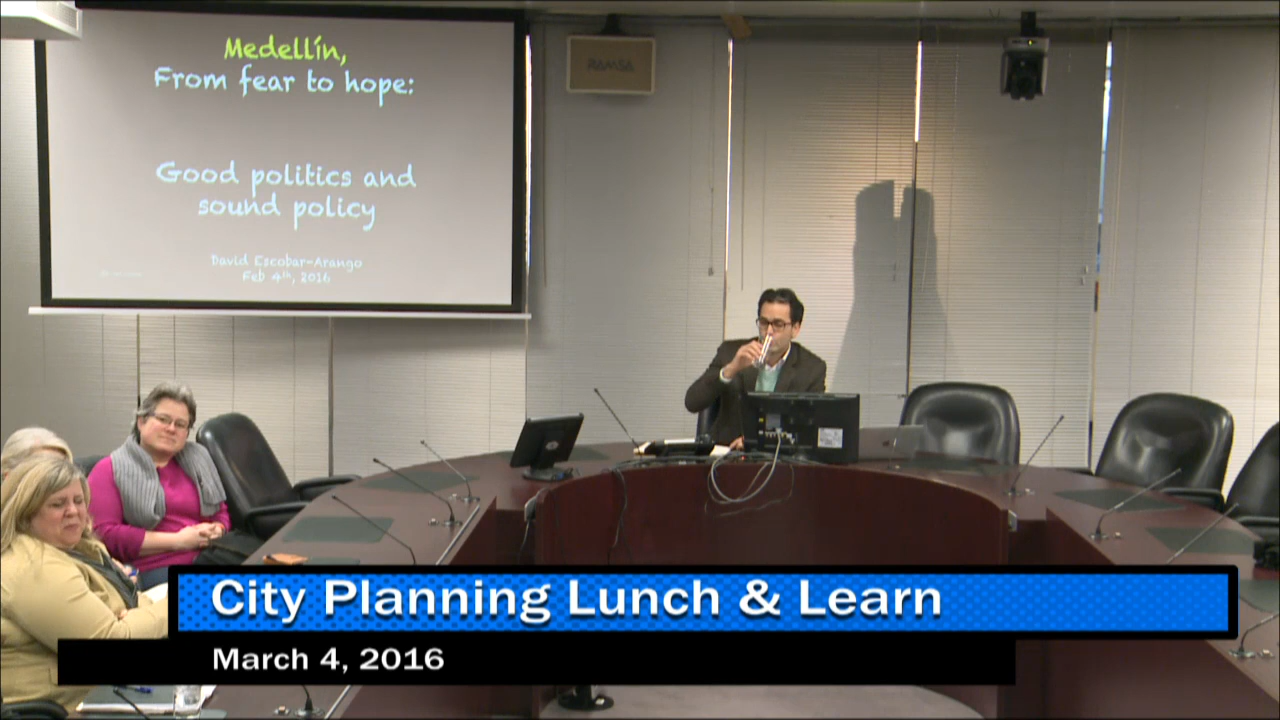 Medellín,
From fear to hope:
Good politics and
sound policy
David Escobar-Arango
Feb 4th, 2016
RAMSA
City Planning Lunch & Learn
March 4, 2016